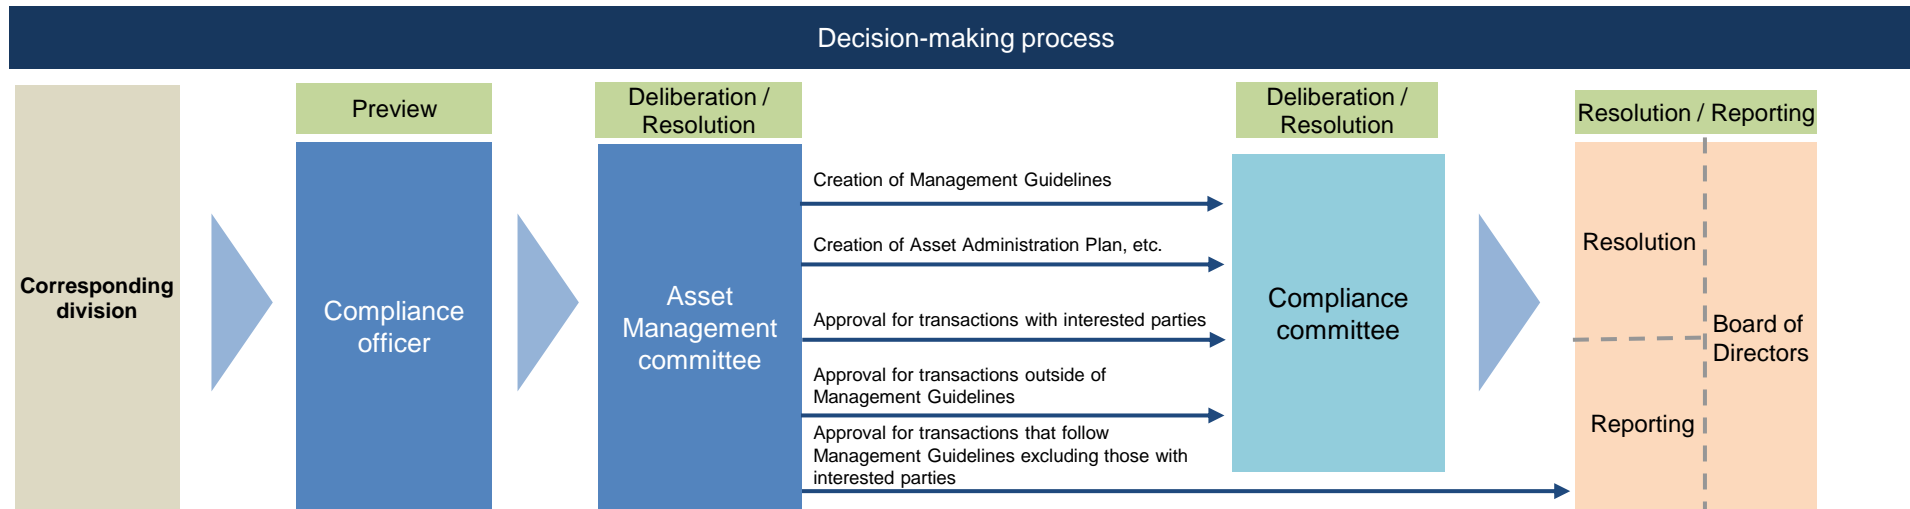 Decision-making process
Corresponding
division
Preview
Compliance
officer
Deliberation /
Resolution
Asset
Management
committee
Creation of Management Guidelines
Creation of Asset Administration Plan, etc.
Approval for transactions with interested parties
Approval for transactions outside of
Management Guidelines
Approval for transactions that follow
Management Guidelines excluding those with
interested parties
Deliberation /
Resolution
Compliance
committee
Resolution / Reporting
Resolution
Reporting
Board of
Directors